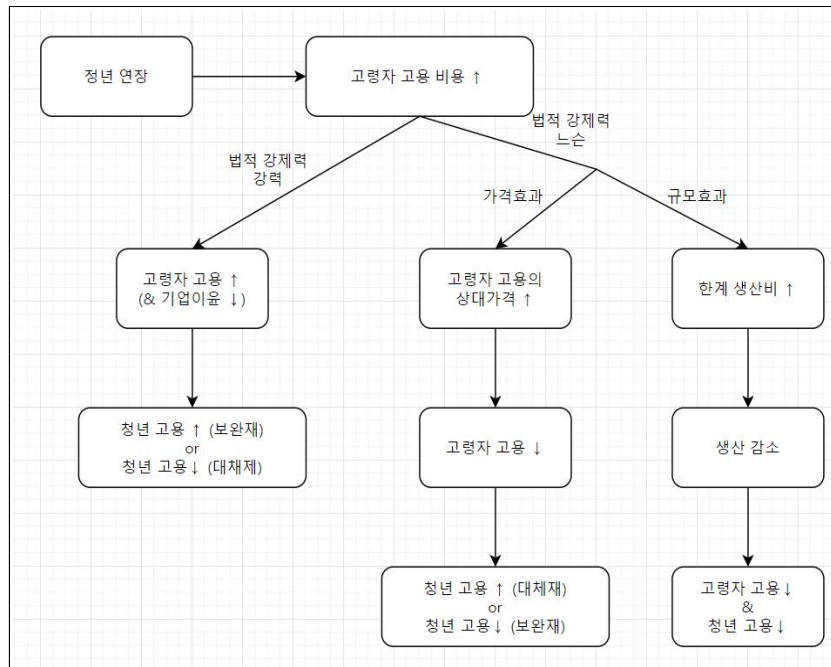 정년 연장
고령자 고용 비용 ↑
법적 강제력
느슨
법적 강제력
강력
가격효과
규모효과
고령자 고용 ↑
(& 기업이윤 ↓)
고령자 고용의
상대가격 ↑
한계 생산비 ↑
청년 고용 ↑ (보완재)
or
청년 고용↓ (대채제)
고령자 고용 ↓
생산 감소
청년 고용 ↑ (대체재)
or
청년 고용↓ (보완재)
고령자 고용↓
&
청년 고용↓